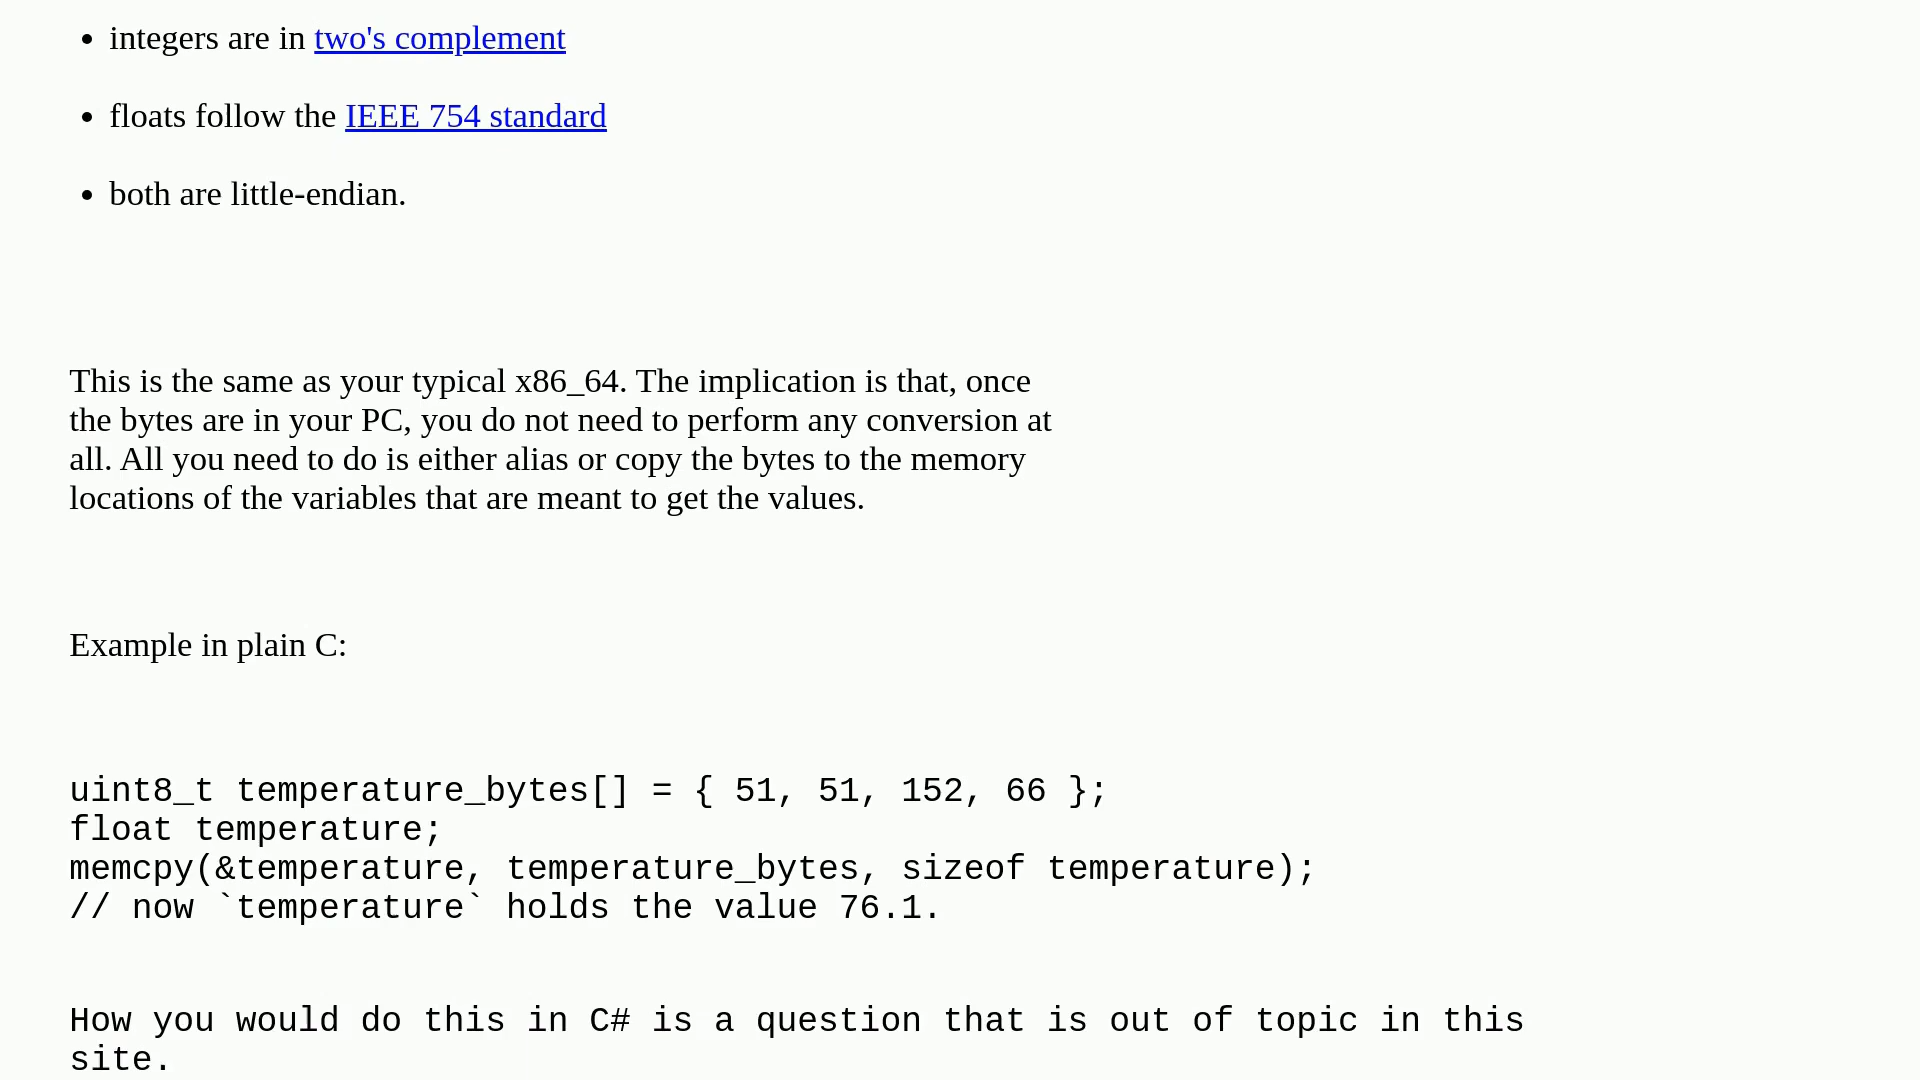 • integers are in two's complement
• floats follow the IEEE 754 standard
• both are little-endian.
This is the same as your typical x86_64. The implication is that, once
the bytes are in your PC, you do not need to perform any conversion at
all. All you need to do is either alias or copy the bytes to the memory
locations of the variables that are meant to get the values.
Example in plain C:
uint8_t temperature_bytes[] = { 51, 51, 152, 66 };
float temperature;
memcpy(&temperature, temperature_bytes, sizeof temperature);
// now `temperature` holds the value 76.1.
How you would do this in C# is a question that is out of topic in this
site.